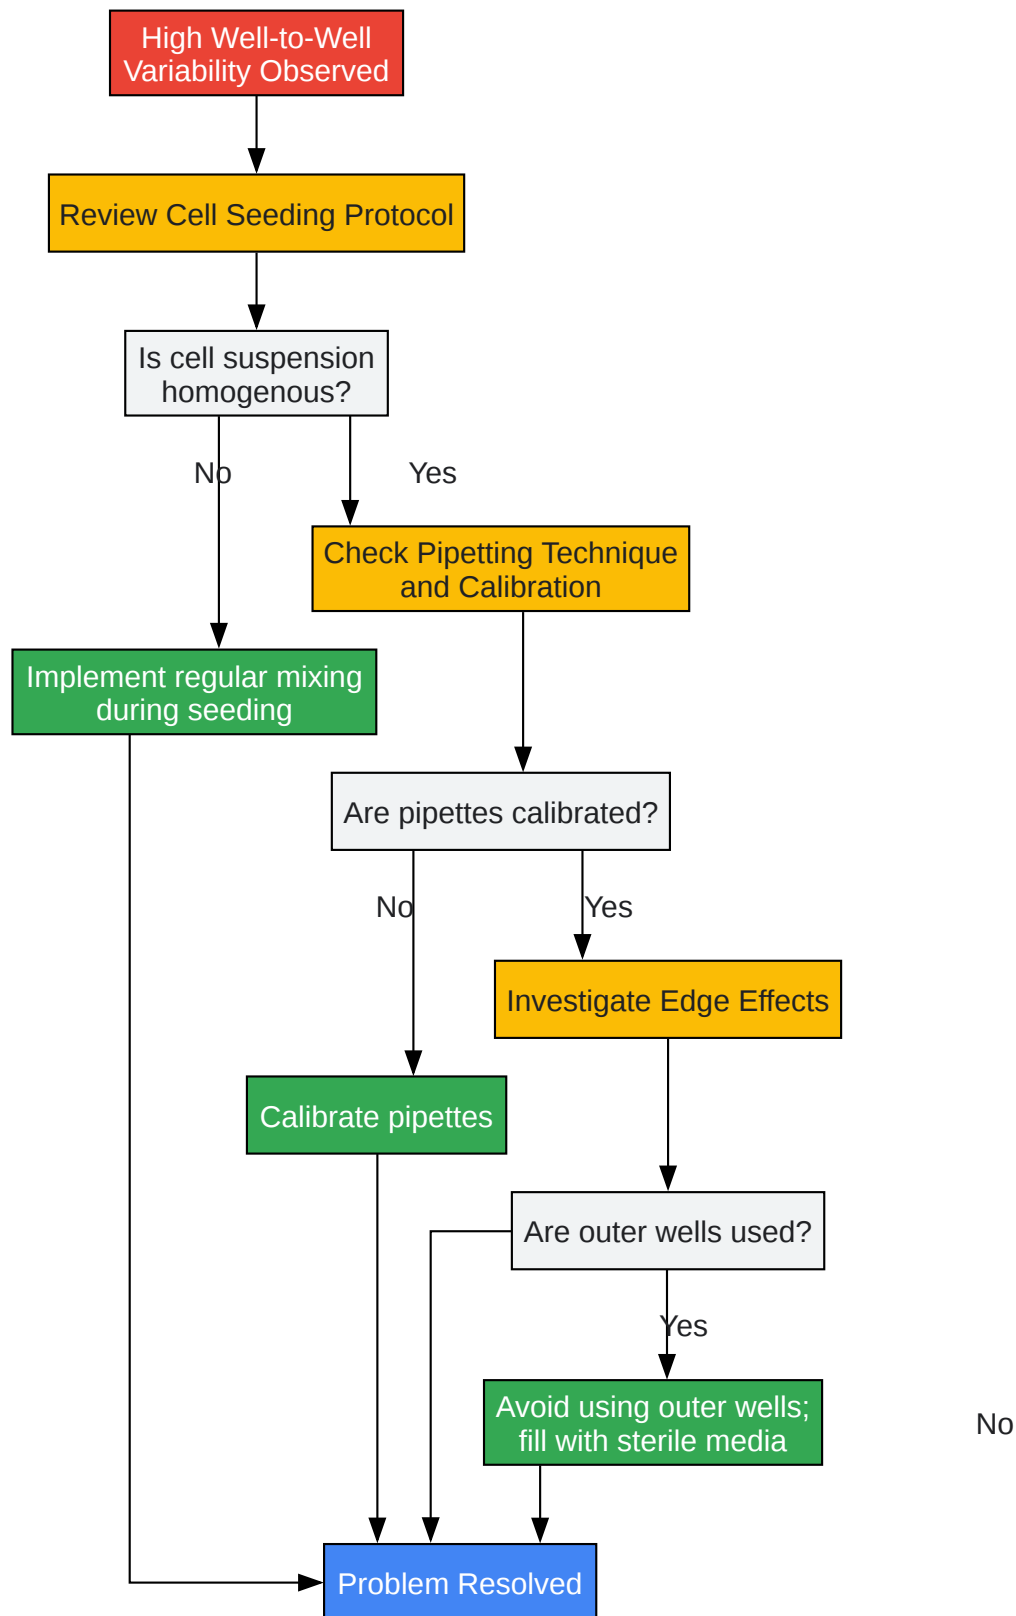 High Well-to-Well
Variability Observed
Review Cell Seeding Protocol
Is cell suspension
homogenous?
No
Yes
Check Pipetting Technique
and Calibration
Implement regular mixing
during seeding
Are pipettes calibrated?
No
Yes
Investigate Edge Effects
Calibrate pipettes
Are outer wells used?
Yes
Avoid using outer wells;
fill with sterile media
No
Problem Resolved